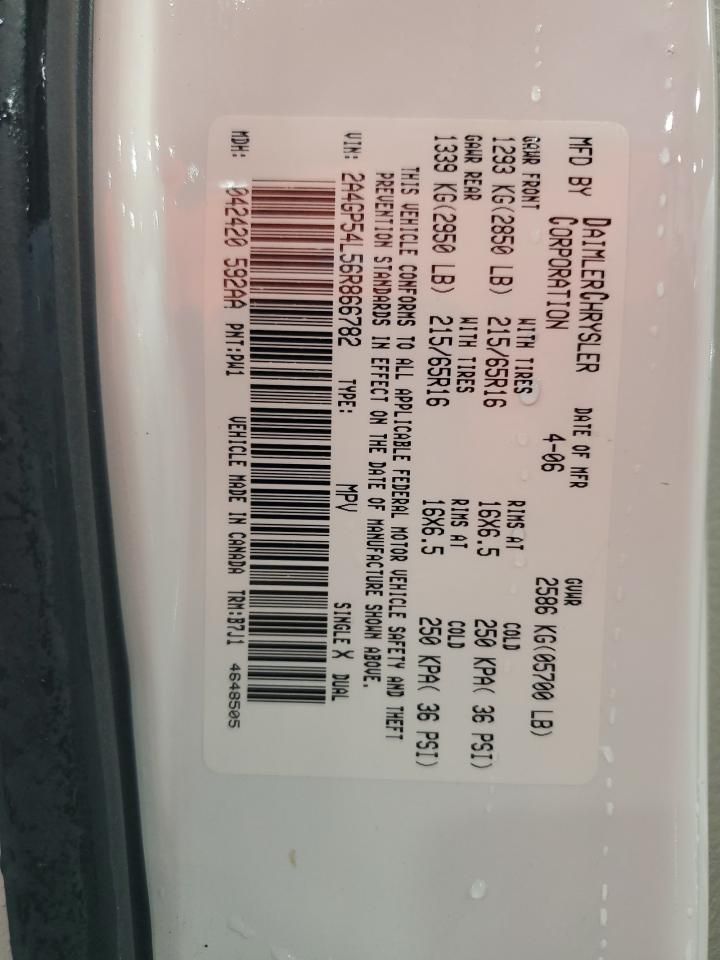 MFD BY DAIMLERCHRYSLER CORPORATION
DATE OF MFR 4-06
GVWR 2586 KG(05700 LB)
GAWR FRONT WITH TIRES RIMS AT COLD
1293 KG(2850 LB) 215/65R16 16X6.5 250 KPA( 36 PSI)
GAWR REAR WITH TIRES RIMS AT COLD
1339 KG(2950 LB) 215/65R16 16X6.5 250 KPA( 36 PSI)
THIS VEHICLE CONFORMS TO ALL APPLICABLE FEDERAL MOTOR VEHICLE SAFETY AND THEFT
PREVENTION STANDARDS IN EFFECT ON THE DATE OF MANUFACTURE SHOWN ABOVE.
VIN: 2A4GP54L56R866782 TYPE: MPV SINGLE X DUAL
MDH: 042420 592AA PNT:PW1 VEHICLE MADE IN CANADA TRM:B7J1 4648505